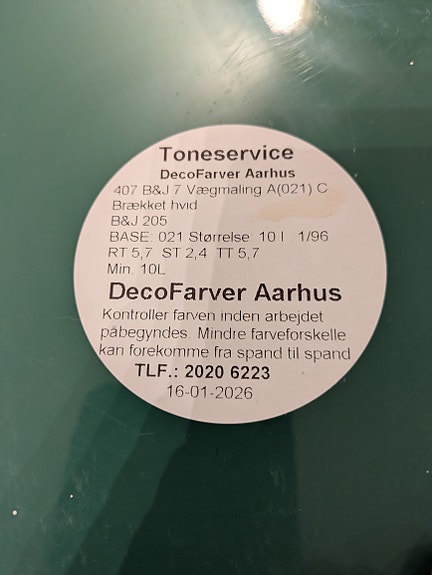 Toneservice
DecoFarver Aarhus
407 B&J 7 Vægmaling A(021) C
Brækket hvid
B&J 205
BASE: 021 Størrelse: 10 l 1/96
RT 5,7 ST 2,4 TT 5,7
Min. 10L
DecoFarver Aarhus
Kontroller farven inden arbejdet
påbegyndes. Mindre farveforskelle
kan forekomme fra spand til spand
TLF.: 2020 6223
16-01-2026